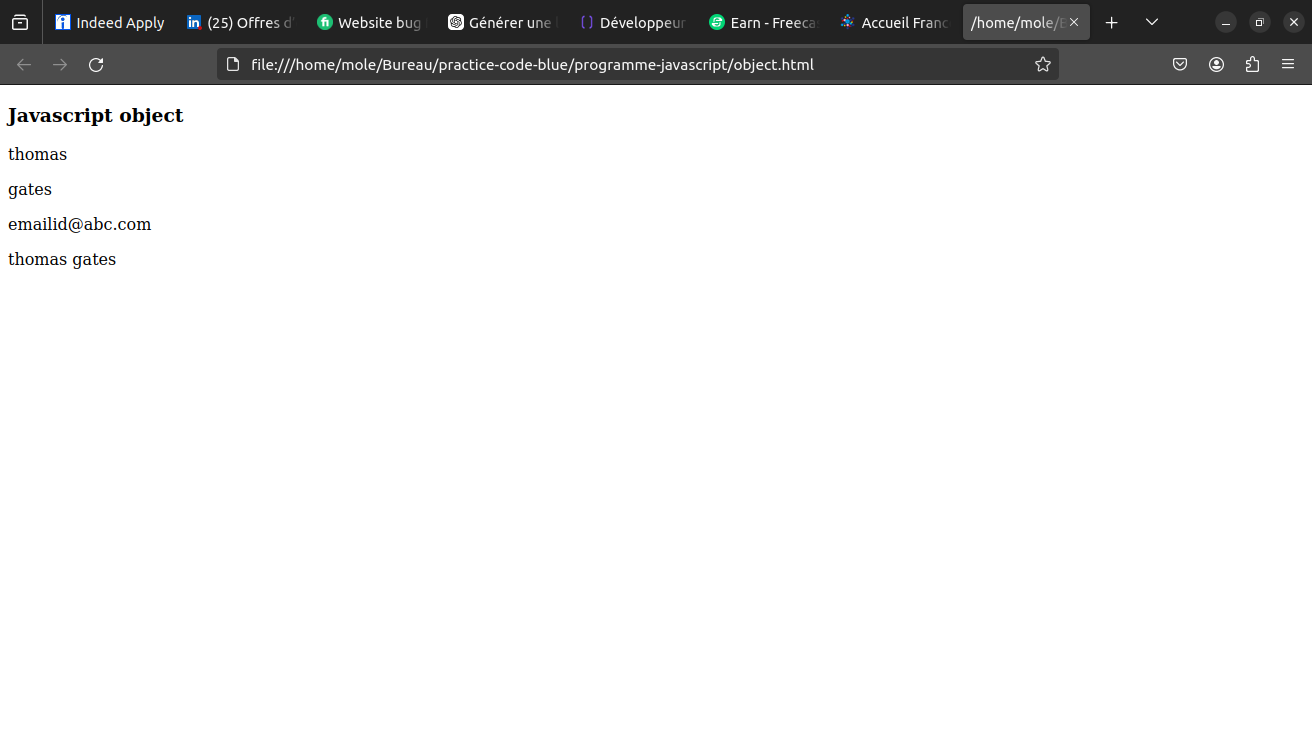 Indeed Apply
(25) Offres d'
Website bug
Générer une
Développeur
Earn - Freeca
Accueil Franc
/home/mole/B
file:///home/mole/Bureau/practice-code-blue/programme-javascript/object.html
Javascript object
thomas
gates
emailid@abc.com
thomas gates